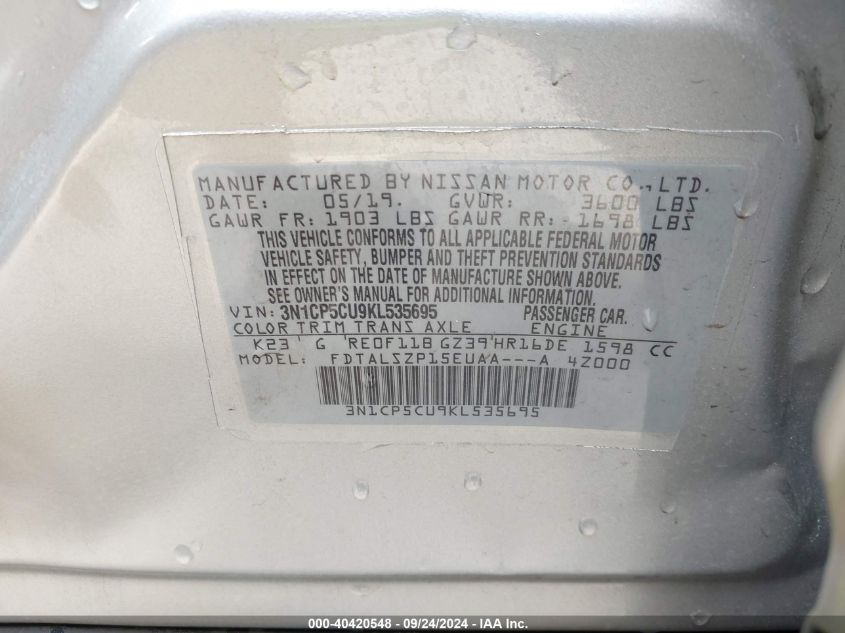 MANUFACTURED BY NISSAN MOTOR CO., LTD.
DATE: 05/19. GVWR: 3600 LBS
GAWR FR: 1903 LBS GAWR RR: 1698 LBS
THIS VEHICLE CONFORMS TO ALL APPLICABLE FEDERAL MOTOR
VEHICLE SAFETY, BUMPER AND THEFT PREVENTION STANDARDS
IN EFFECT ON THE DATE OF MANUFACTURE SHOWN ABOVE.
SEE OWNER'S MANUAL FOR ADDITIONAL INFORMATION.
VIN: 3N1CP5CU9KL535695 PASSENGER CAR.
COLOR TRIM TRANS AXLE ENGINE
K23 G RE0F11B GZ39 HR16DE 1598 CC
MODEL: FDTALSZP15EUAA---A 4Z000
3N1CP5CU9KL535695
000-40420548 - 09/24/2024 - IAA Inc.